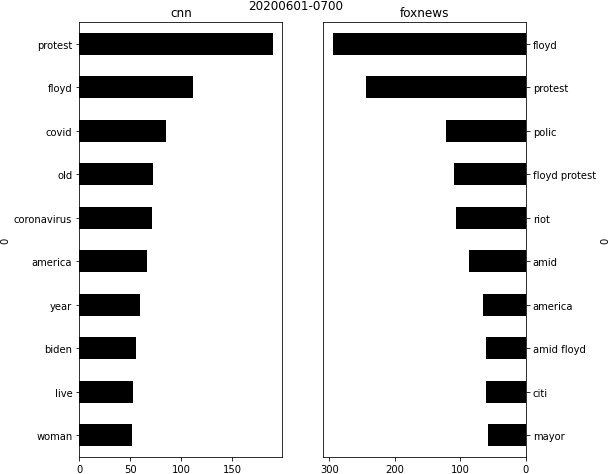 20200601-0700
cnn
foxnews
protest
floyd
covid
old
coronavirus
america
year
biden
live
woman
0
0 50 100 150
floyd
protest
polic
floyd protest
riot
amid
america
amid floyd
citi
mayor
0
300 200 100 0